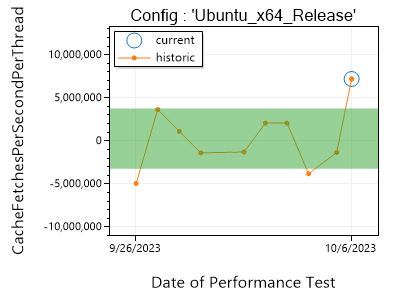 Config : 'Ubuntu_x64_Release'
current
historic
CacheFetchesPerSecondPerThread
10,000,000
5,000,000
0
-5,000,000
-10,000,000
9/26/2023
10/6/2023
Date of Performance Test